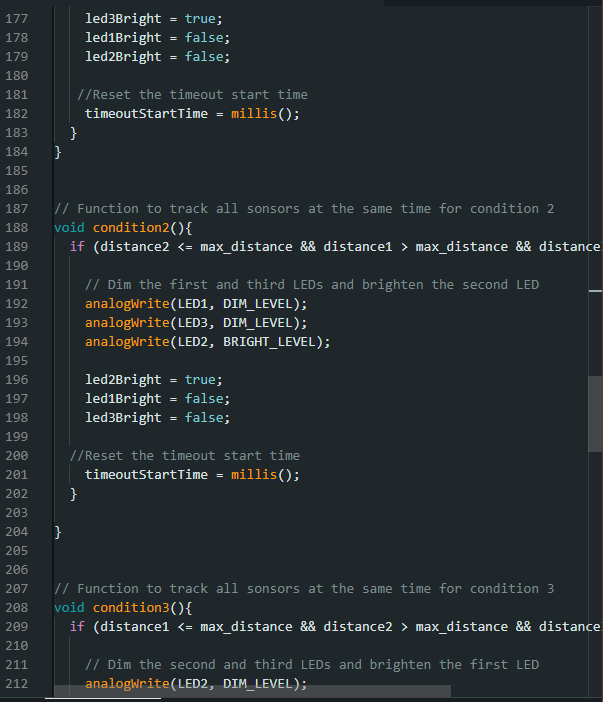 177 led3Bright = true;
178 led1Bright = false;
179 led2Bright = false;
180
181 //Reset the timeout start time
182 timeoutStartTime = millis();
183 }
184 }
185
186
187 // Function to track all sonsors at the same time for condition 2
188 void condition2(){
189 if (distance2 <= max_distance && distance1 > max_distance && distance
190
191 // Dim the first and third LEDs and brighten the second LED
192 analogWrite(LED1, DIM_LEVEL);
193 analogWrite(LED3, DIM_LEVEL);
194 analogWrite(LED2, BRIGHT_LEVEL);
195
196 led2Bright = true;
197 led1Bright = false;
198 led3Bright = false;
199
200 //Reset the timeout start time
201 timeoutStartTime = millis();
202 }
203
204 }
205
206
207 // Function to track all sonsors at the same time for condition 3
208 void condition3(){
209 if (distance1 <= max_distance && distance2 > max_distance && distance
210
211 // Dim the second and third LEDs and brighten the first LED
212 analogWrite(LED2, DIM_LEVEL);